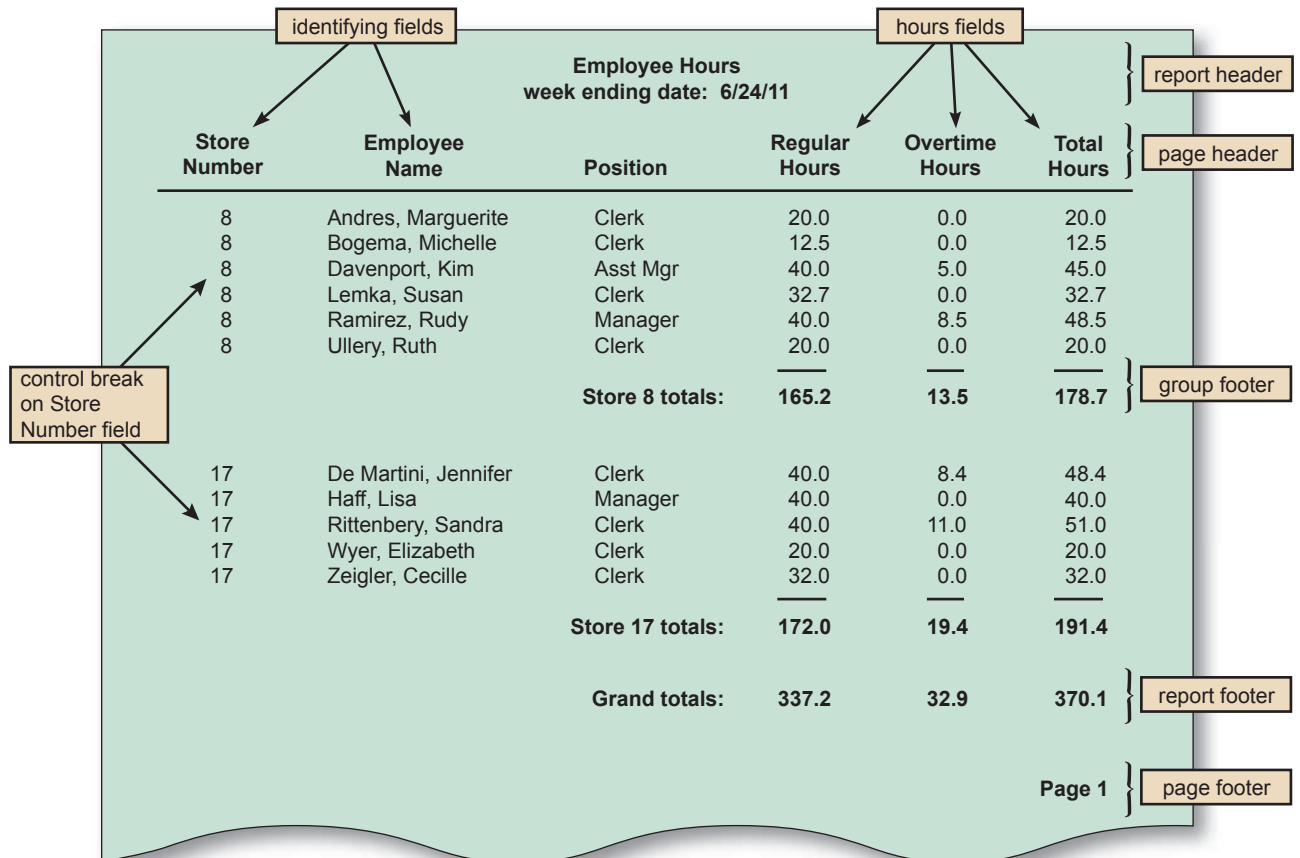 identifying fields
hours fields
Employee Hours
week ending date: 6/24/11
report header
Store Number
Employee Name
Position
Regular Hours
Overtime Hours
Total Hours
page header
8 Andres, Marguerite Clerk 20.0 0.0 20.0
8 Bogema, Michelle Clerk 12.5 0.0 12.5
8 Davenport, Kim Asst Mgr 40.0 5.0 45.0
8 Lemka, Susan Clerk 32.7 0.0 32.7
8 Ramirez, Rudy Manager 40.0 8.5 48.5
8 Ullery, Ruth Clerk 20.0 0.0 20.0
control break
on Store
Number field
Store 8 totals: 165.2 13.5 178.7
group footer
17 De Martini, Jennifer Clerk 40.0 8.4 48.4
17 Haff, Lisa Manager 40.0 0.0 40.0
17 Rittenbery, Sandra Clerk 40.0 11.0 51.0
17 Wyer, Elizabeth Clerk 20.0 0.0 20.0
17 Zeigler, Cecille Clerk 32.0 0.0 32.0
Store 17 totals: 172.0 19.4 191.4
Grand totals: 337.2 32.9 370.1
report footer
Page 1
page footer